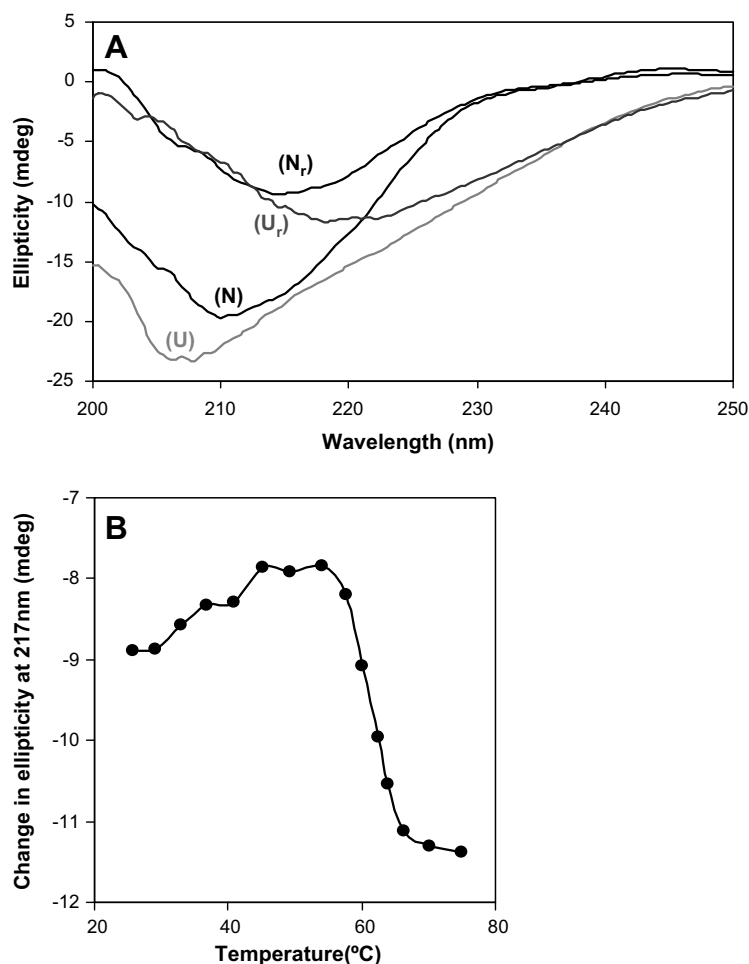 A
Ellipticity (mdeg)
5
0
-5
-10
-15
-20
-25
(Nr)
(Ur)
(N)
(U)
200 210 220 230 240 250
Wavelength (nm)
B
Change in ellipticity at 217nm (mdeg)
-7
-8
-9
-10
-11
-12
20 40 60 80
Temperature(ºC)